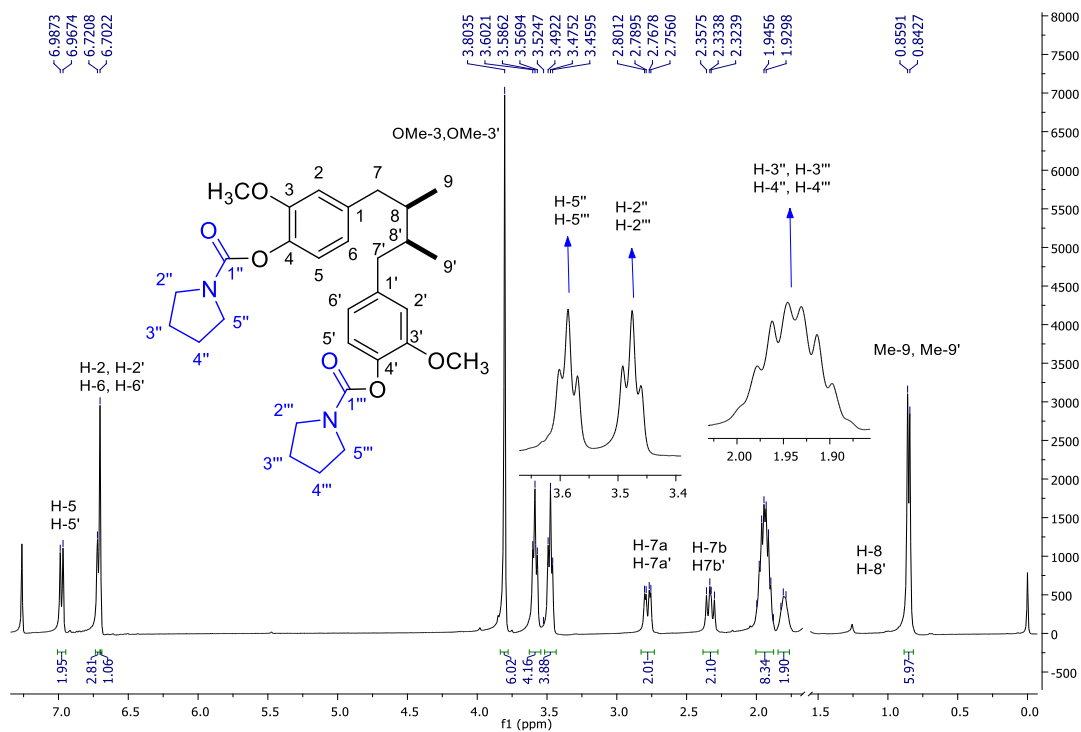 6.9873
6.9674
6.7208
6.7022
3.8035
3.6021
3.5862
3.5694
3.5247
3.4922
3.4752
3.4595
2.8012
2.7895
2.7678
2.7560
2.3575
2.3338
2.3239
1.9456
1.9298
0.8591
0.8427
8000
7500
7000
6500
6000
5500
5000
4500
4000
3500
3000
2500
2000
1500
1000
500
0
-500
OMe-3,OMe-3'
H3CO
3
2
7
9
8
1
4
5
6
O
O
1''
N
2''
3''
4''
5''
8'
7'
9'
1'
6'
2'
5'
3'
4'
OCH3
O
O
1'''
N
2'''
3'''
4'''
5'''
H-5''
H-5'''
H-2''
H-2'''
H-3'', H-3'''
H-4'', H-4'''
Me-9, Me-9'
H-2, H-2'
H-6, H-6'
H-5
H-5'
3.6 3.5 3.4
2.00 1.95 1.90
H-7a
H-7a'
H-7b
H7b'
H-8
H-8'
1.95
2.81
1.06
6.02
4.16
3.88
2.01
2.10
8.34
1.90
5.97
7.0 6.5 6.0 5.5 5.0 4.5 4.0 3.5 3.0 2.5 2.0 1.5 1.0 0.5 0.0
f1 (ppm)